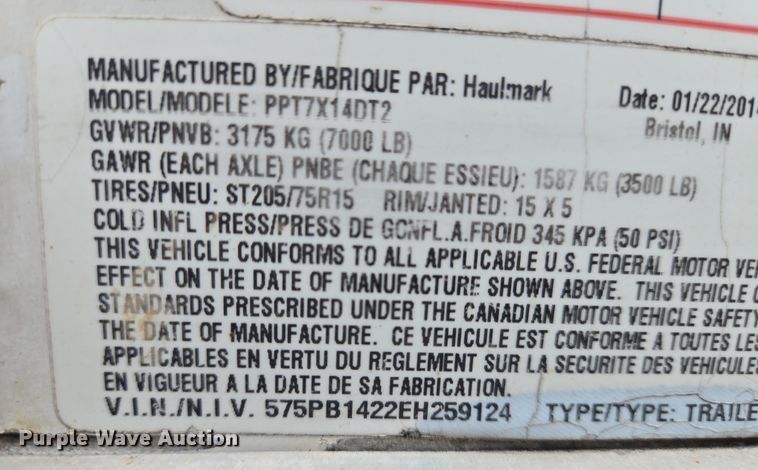 MANUFACTURED BY/FABRIQUE PAR: Haulmark Date: 01/22/2014
MODEL/MODELE: PPT7X14DT2 Bristol, IN
GVWR/PNVB: 3175 KG (7000 LB)
GAWR (EACH AXLE) PNBE (CHAQUE ESSIEU): 1587 KG (3500 LB)
TIRES/PNEU: ST205/75R15 RIM/JANTED: 15 X 5
COLD INFL PRESS/PRESS DE GONFL.A.FROID 345 KPA (50 PSI)
THIS VEHICLE CONFORMS TO ALL APPLICABLE U.S. FEDERAL MOTOR VE
EFFECT ON THE DATE OF MANUFACTURE SHOWN ABOVE. THIS VEHICLE
STANDARDS PRESCRIBED UNDER THE CANADIAN MOTOR VEHICLE SAFETY
THE DATE OF MANUFACTURE. CE VEHICULE EST CONFORME A TOUTES LES
APPLICABLES EN VERTU DU REGLEMENT SUR LA SECURITE DES VEHICULES
EN VIGUEUR A LA DATE DE SA FABRICATION.
V.I.N./N.I.V. 575PB1422EH259124 TYPE/TYPE: TRAILE
Purple Wave Auction